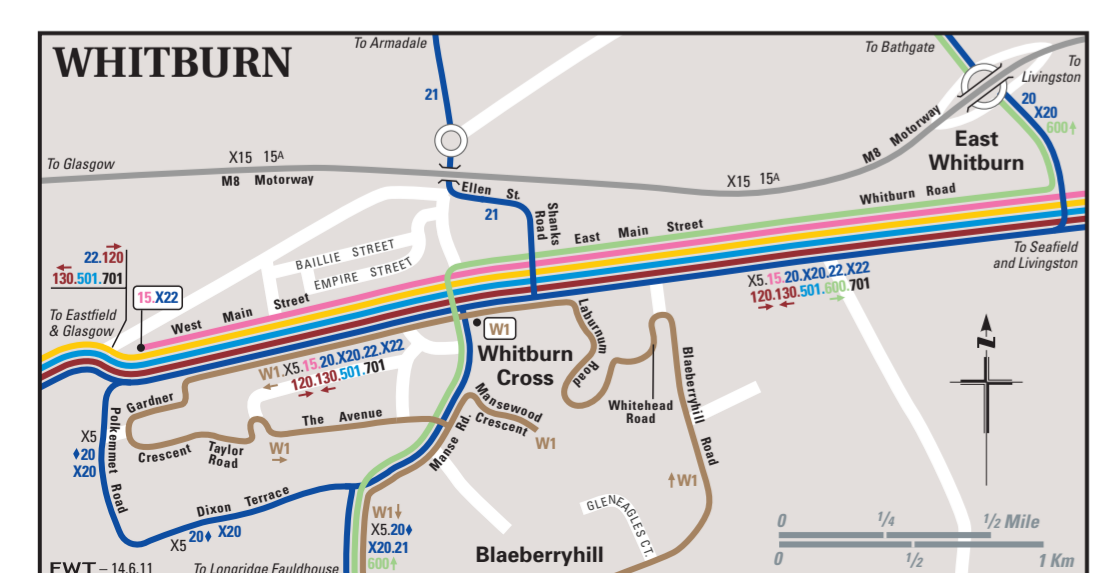 WHITBURN
To Armadale
To Bathgate
To
Livingston
21
20
X20
600↑
M8 Motorway
East
Whitburn
To Glasgow
X15 15A
M8 Motorway
X15 15A
Ellen St.
21
Shanks
Road
East Main Street
Whitburn Road
To Seafield
and Livingston
BAILLIE STREET
EMPIRE STREET
→
22.120
←
130.501.701
15.X22
To Eastfield
& Glasgow
West Main Street
X5.15.20.X20.22.X22
120.130.501.600.701
→ ← →
W1
Whitburn
Cross
W1.X5.15.20.X20.22.X22
← 120.130.501.701
→ ←
Laburnum
Road
Blaeberryhill
Road
Whitehead
Road
N
Gardner
Crescent
Taylor
Road
The Avenue
W1
→
Mansewood
Crescent
W1
Manse Rd.
Polkemmet Road
X5
♦20
X20
Dixon Terrace
X5 20♦ X20
W1↓
X5.20♦
X20.21
600↑
↑W1
GLENEAGLES CT.
Blaeberryhill
0 1/4 1/2 Mile
0 1/2 1 Km
FWT – 14.6.11
To Longridge Fauldhouse